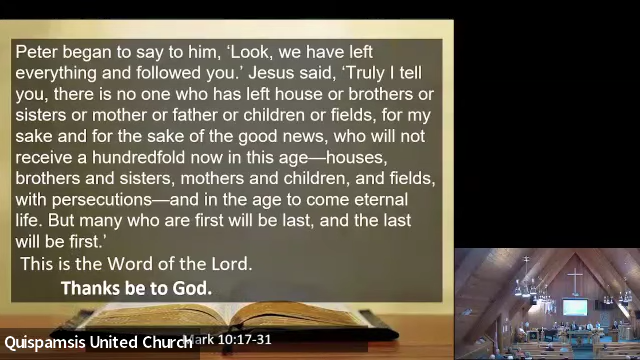 Peter began to say to him, ‘Look, we have left
everything and followed you.’ Jesus said, ‘Truly I tell
you, there is no one who has left house or brothers or
sisters or mother or father or children or fields, for my
sake and for the sake of the good news, who will not
receive a hundredfold now in this age—houses,
brothers and sisters, mothers and children, and fields,
with persecutions—and in the age to come eternal
life. But many who are first will be last, and the last
will be first.’
This is the Word of the Lord.
Thanks be to God.
Mark 10:17-31
Quispamsis United Church